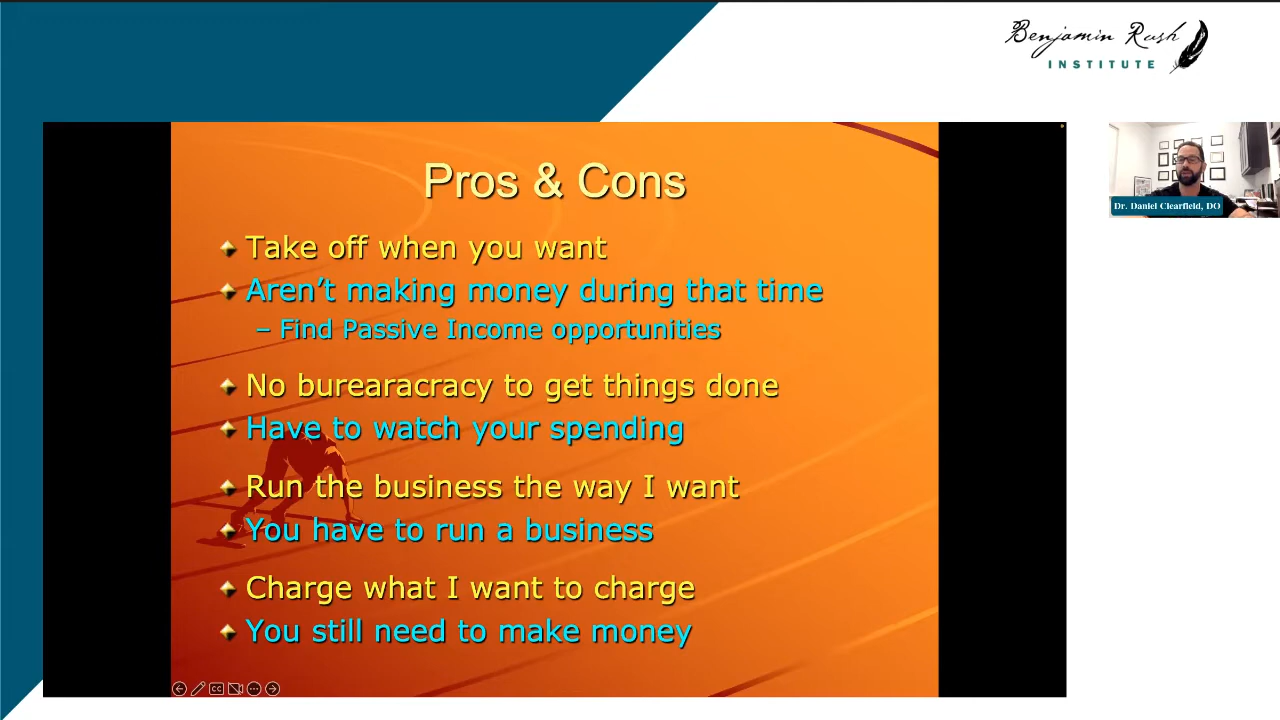 Benjamin Rush
INSTITUTE
Pros & Cons
Take off when you want
Aren't making money during that time
– Find Passive Income opportunities
No burearacracy to get things done
Have to watch your spending
Run the business the way I want
You have to run a business
Charge what I want to charge
You still need to make money
Dr. Daniel Clearfield, DO
CC